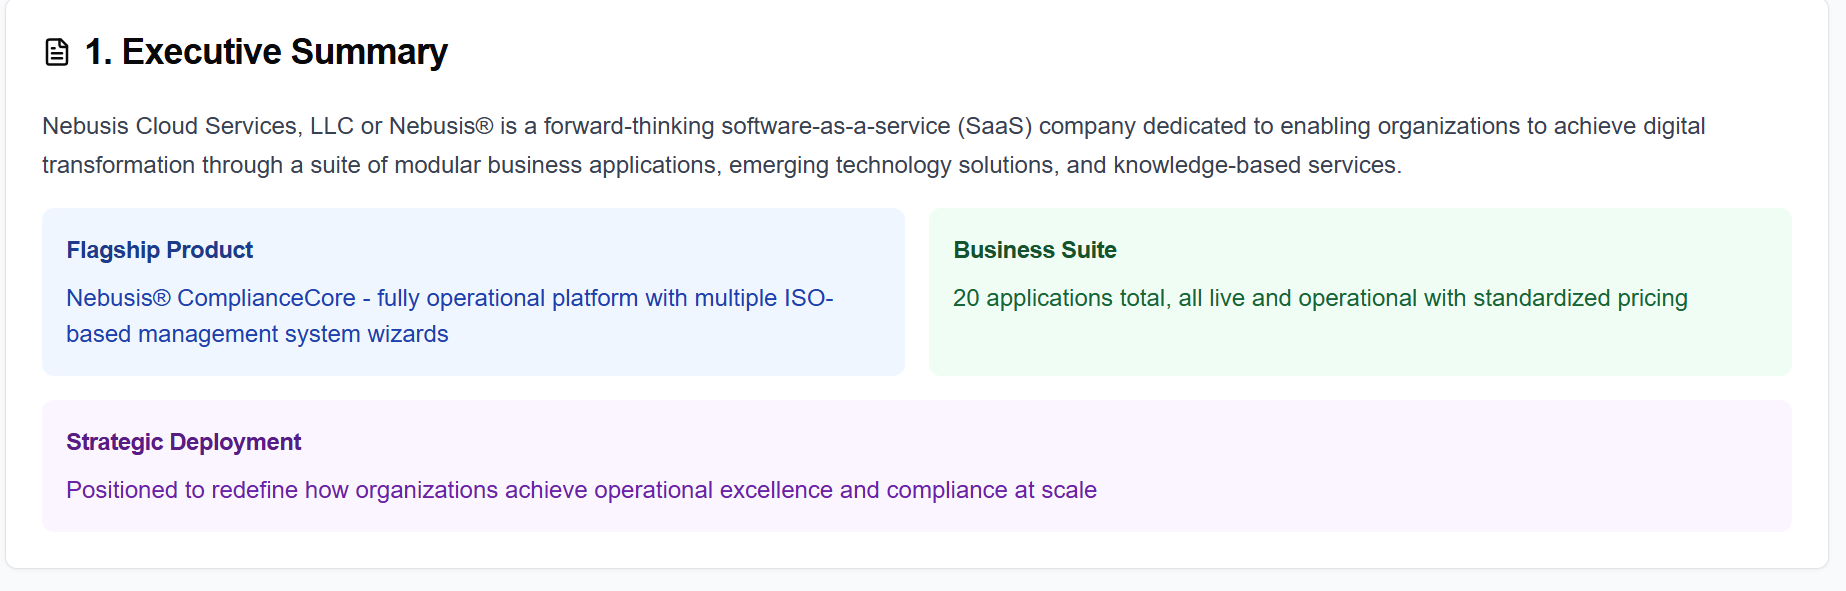 1. Executive Summary
Nebusis Cloud Services, LLC or Nebusis® is a forward-thinking software-as-a-service (SaaS) company dedicated to enabling organizations to achieve digital
transformation through a suite of modular business applications, emerging technology solutions, and knowledge-based services.
Flagship Product
Nebusis® ComplianceCore - fully operational platform with multiple ISO-
based management system wizards
Business Suite
20 applications total, all live and operational with standardized pricing
Strategic Deployment
Positioned to redefine how organizations achieve operational excellence and compliance at scale